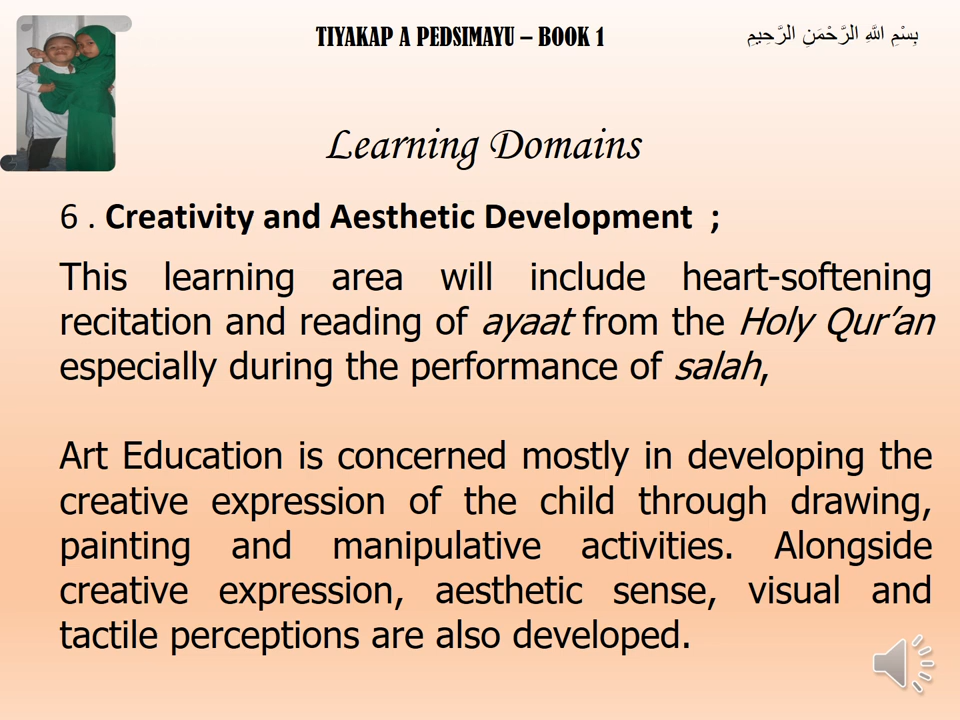 TIYAKAP A PEDSIMAYU – BOOK 1
بِسْمِ اللَّهِ الرَّحْمَنِ الرَّحِيمِ
Learning Domains
6 . Creativity and Aesthetic Development ;
This learning area will include heart-softening
recitation and reading of ayaat from the Holy Qur’an
especially during the performance of salah,
Art Education is concerned mostly in developing the
creative expression of the child through drawing,
painting and manipulative activities. Alongside
creative expression, aesthetic sense, visual and
tactile perceptions are also developed.